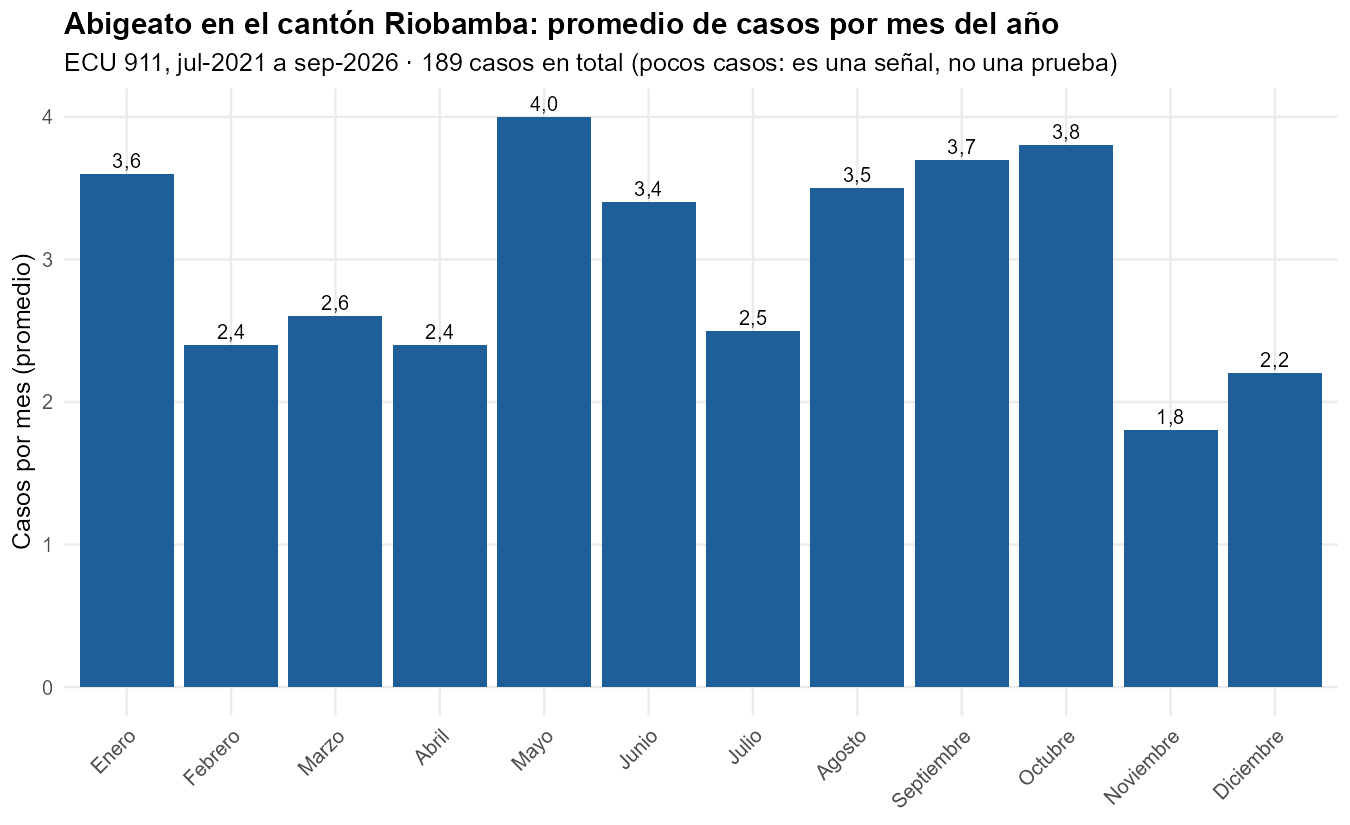 Abigeato en el cantón Riobamba: promedio de casos por mes del año
ECU 911, jul-2021 a sep-2026 · 189 casos en total (pocos casos: es una señal, no una prueba)
Casos por mes (promedio)
4
3
2
1
0
3,6
2,4
2,6
2,4
4,0
3,4
2,5
3,5
3,7
3,8
1,8
2,2
Enero
Febrero
Marzo
Abril
Mayo
Junio
Julio
Agosto
Septiembre
Octubre
Noviembre
Diciembre